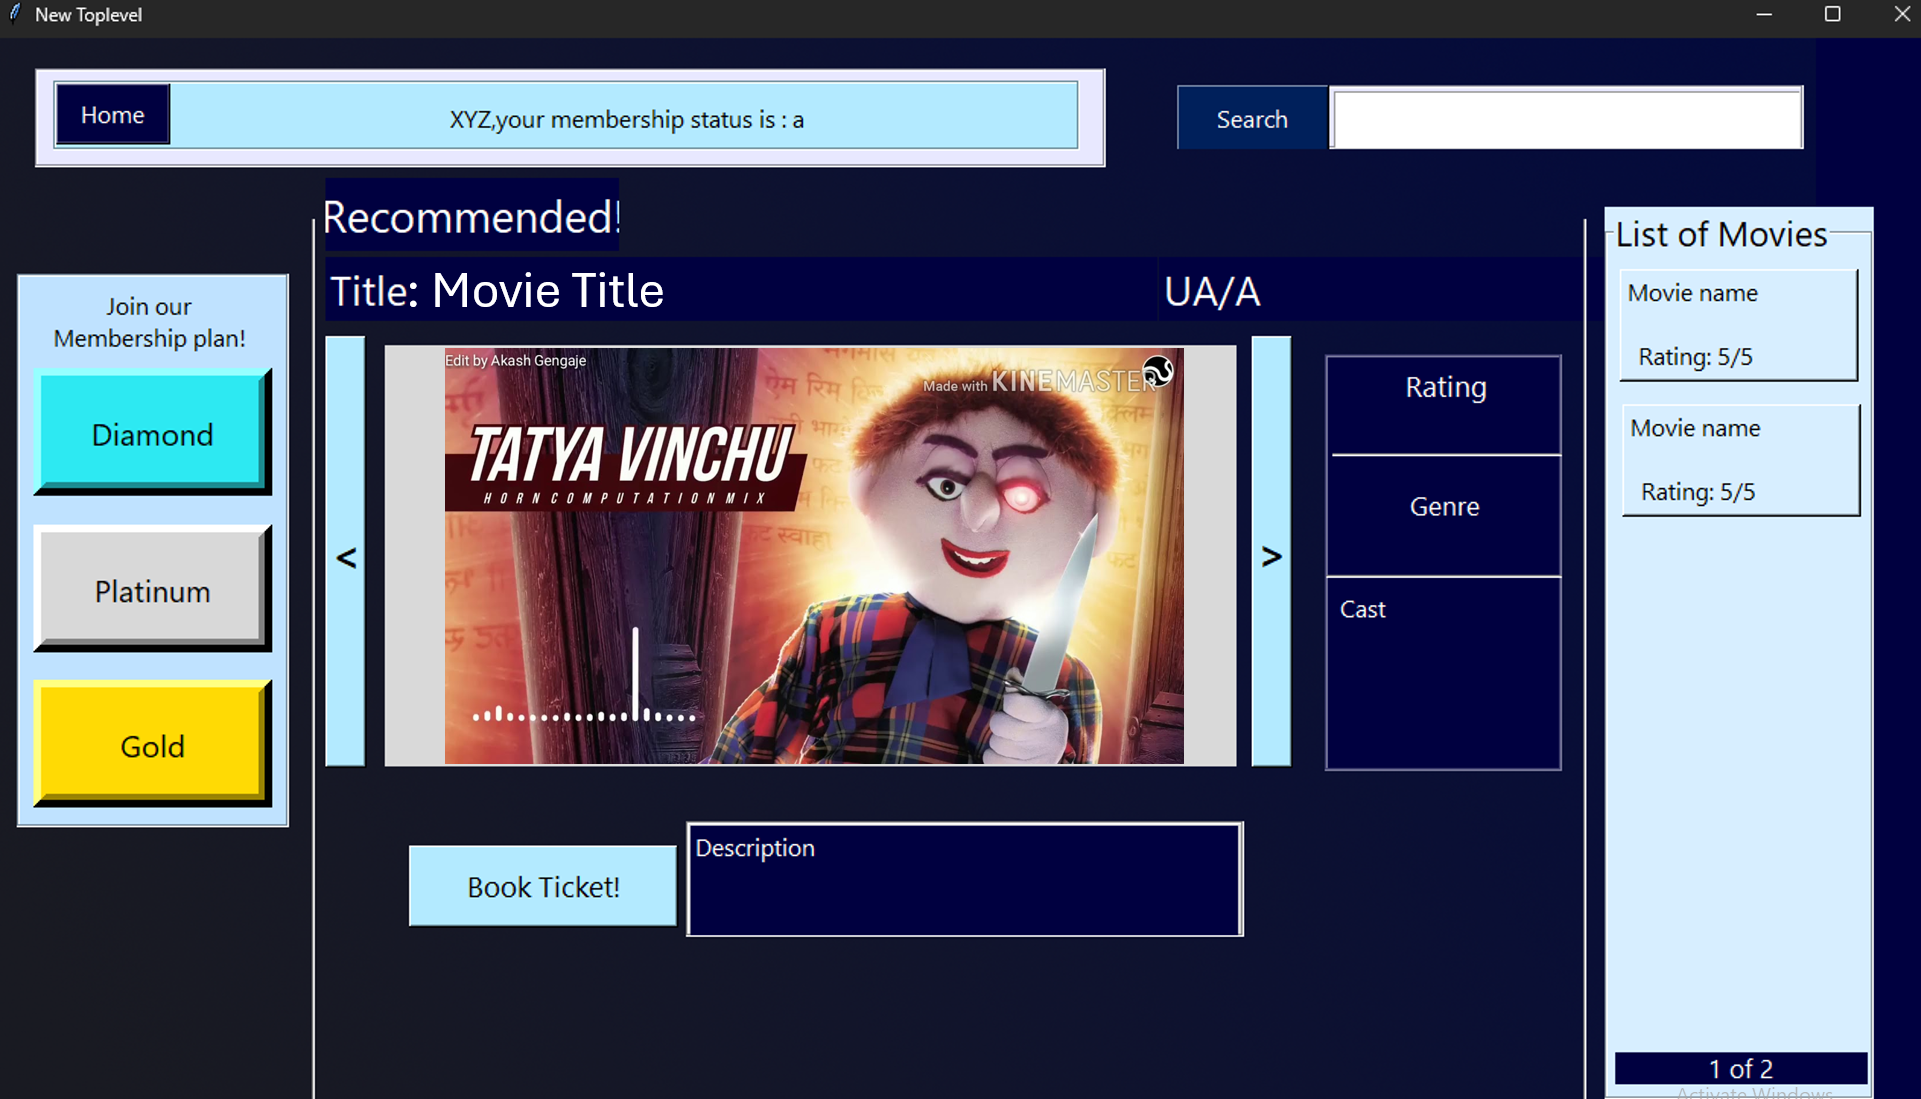 New Toplevel
Home
XYZ,your membership status is : a
Search
Recommended!
Title: Movie Title
UA/A
Join our
Membership plan!
Diamond
Platinum
Gold
<
Edit by Akash Gengaje
Made with KINEMASTER
TATYA VINCHU
HORN COMPUTATION MIX
>
Rating
Genre
Cast
Book Ticket!
Description
List of Movies
Movie name
Rating: 5/5
Movie name
Rating: 5/5
1 of 2
Activate Windows